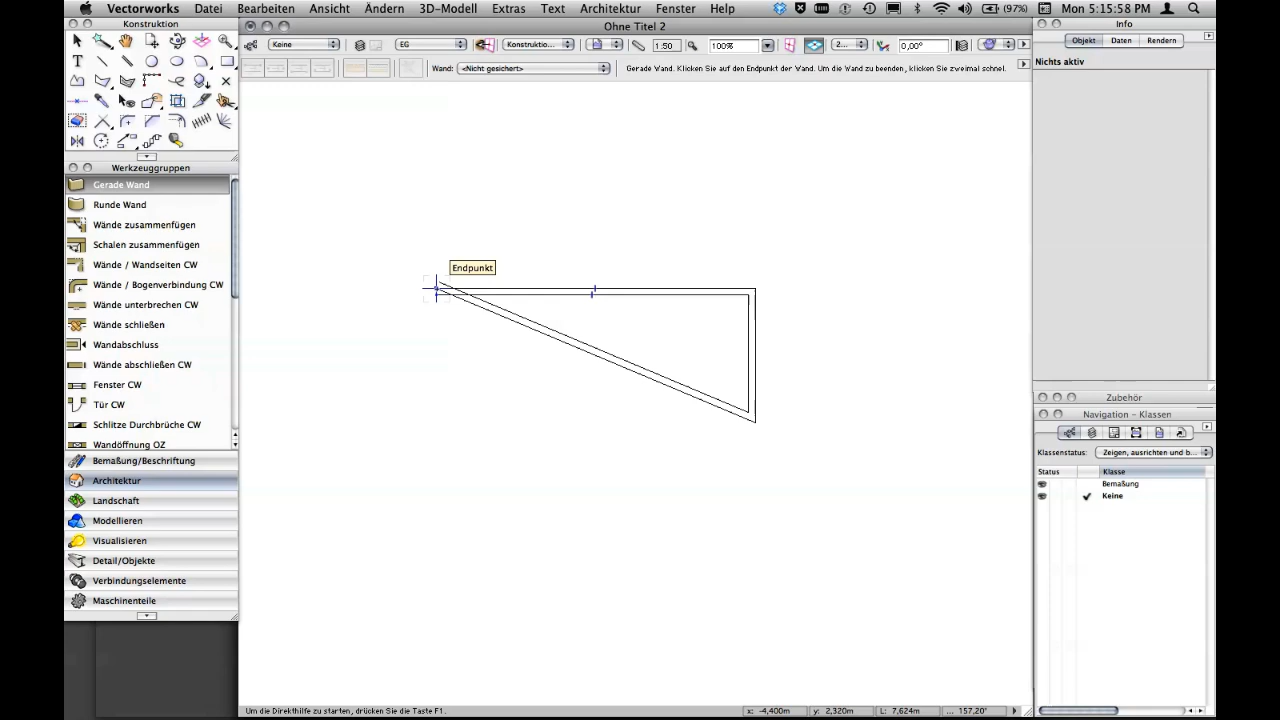 Vectorworks Datei Bearbeiten Ansicht Ändern 3D-Modell Extras Text Architektur Fenster Help (97%) Mon 5:15:58 PM
Konstruktion
Ohne Titel 2
Info
Keine EG Konstruktio... 1:50 100% 2... 0,00°
Objekt Daten Rendern
Wand: <Nicht gesichert> Gerade Wand. Klicken Sie auf den Endpunkt der Wand. Um die Wand zu beenden, klicken Sie zweimal schnel.
Nichts aktiv
Werkzeuggruppen
Gerade Wand
Runde Wand
Wände zusammenfügen
Schalen zusammenfügen
Wände / Wandseiten CW
Wände / Bogenverbindung CW
Wände unterbrechen CW
Wände schließen
Wandabschluss
Wände abschließen CW
Fenster CW
Tür CW
Schlitze Durchbrüche CW
Wandöffnung OZ
Bemaßung/Beschriftung
Architektur
Landschaft
Modellieren
Visualisieren
Detail/Objekte
Verbindungselemente
Maschinenteile
Endpunkt
Zubehör
Navigation - Klassen
Klassenstatus: Zeigen, ausrichten und b...
Status Klasse
Bemaßung
Keine
Um die Direkthilfe zu starten, drücken Sie die Taste F1.
x: -4,400m y: 2,320m L: 7,624m ... 157,20°